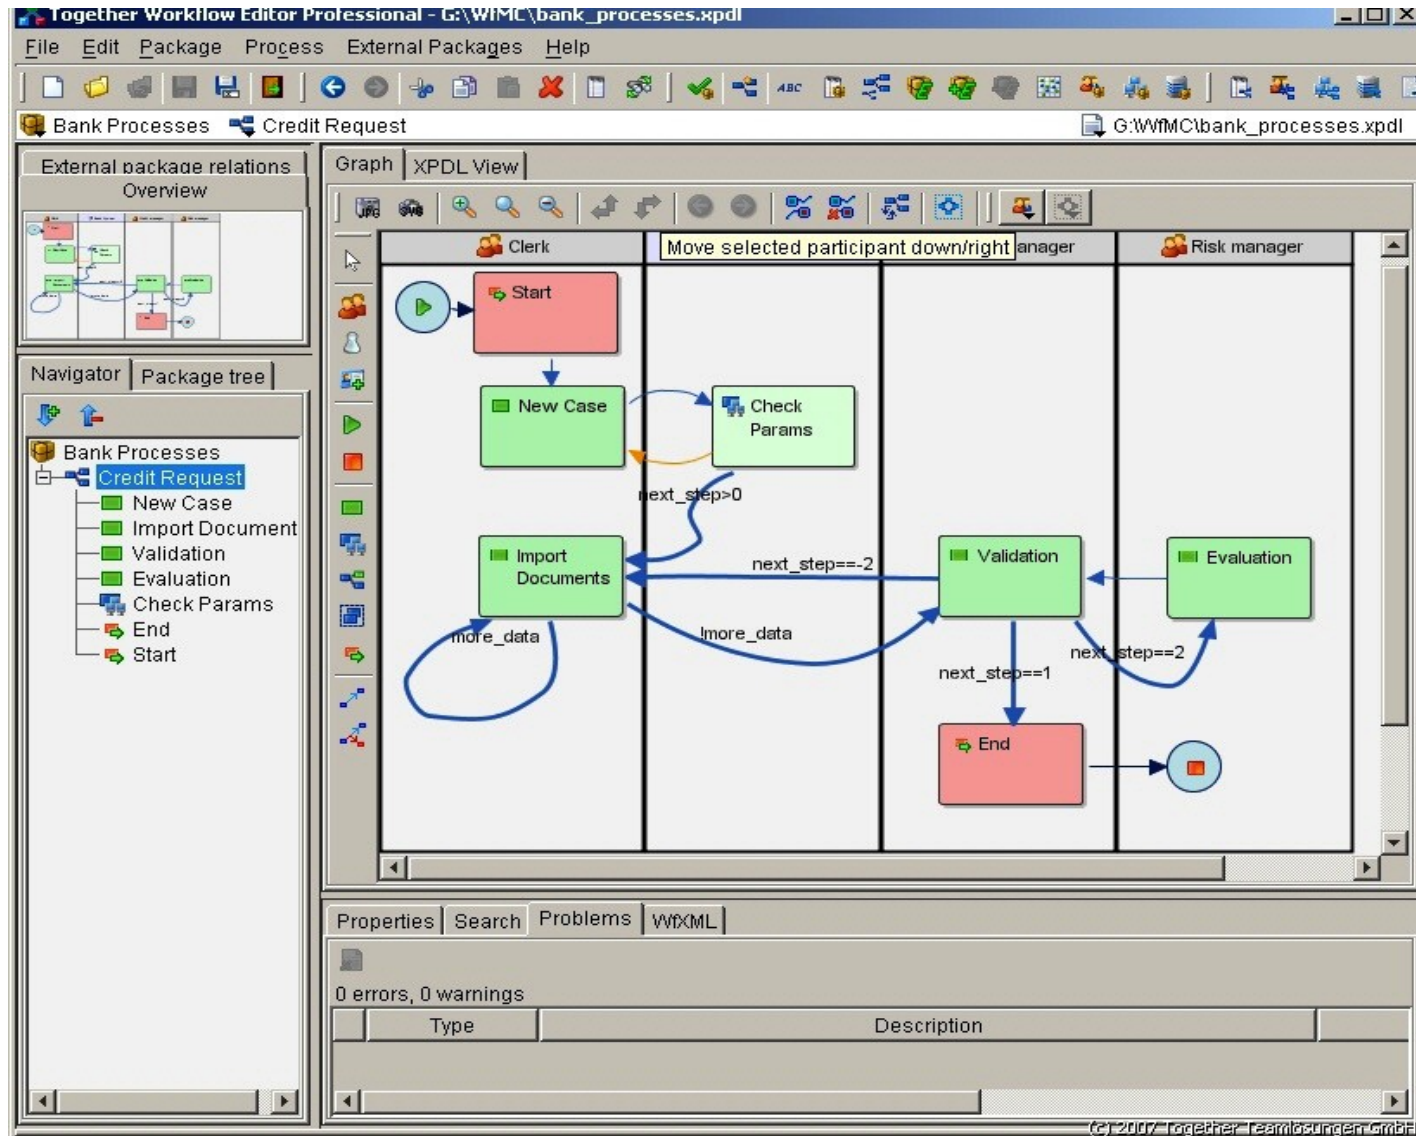 Together Workflow Editor Professional - G:\WfMC\bank_processes.xpdl
File Edit Package Process External Packages Help
ABC
Bank Processes Credit Request G:\WfMC\bank_processes.xpdl
External package relations
Overview
Graph XPDL View
JPG SVG
Clerk
Move selected participant down/right
anager
Risk manager
Start
New Case
Check
Params
next_step>0
Import
Documents
next_step==-2
Validation
Evaluation
more_data
!more_data
next_step==1
next_step==2
End
Navigator Package tree
Bank Processes
Credit Request
New Case
Import Document
Validation
Evaluation
Check Params
End
Start
Properties Search Problems WfXML
0 errors, 0 warnings
Type Description
(c) 2007 Together Teamlösungen GmbH